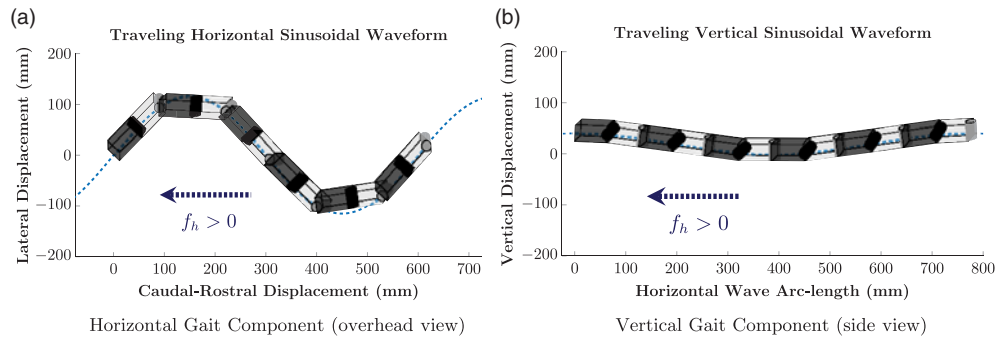 (a)
Traveling Horizontal Sinusoidal Waveform
Lateral Displacement (mm)
200
100
0
−100
−200
f_h > 0
0 100 200 300 400 500 600 700
Caudal-Rostral Displacement (mm)
Horizontal Gait Component (overhead view)
(b)
Traveling Vertical Sinusoidal Waveform
Vertical Displacement (mm)
200
100
0
−100
−200
f_h > 0
0 100 200 300 400 500 600 700 800
Horizontal Wave Arc-length (mm)
Vertical Gait Component (side view)